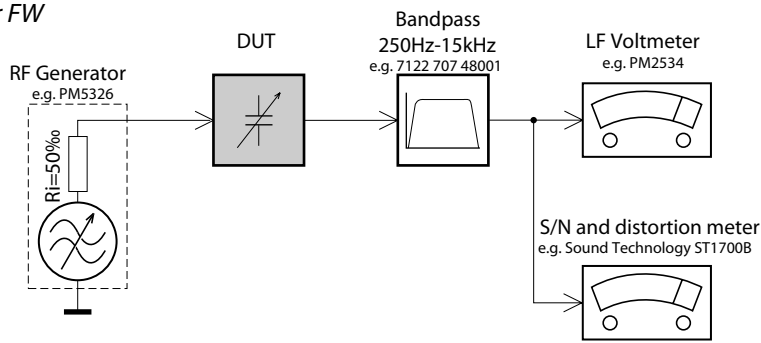 r FW
Bandpass
250Hz-15kHz
e.g. 7122 707 48001
DUT
LF Voltmeter
e.g. PM2534
RF Generator
e.g. PM5326
Ri=50‰
S/N and distortion meter
e.g. Sound Technology ST1700B